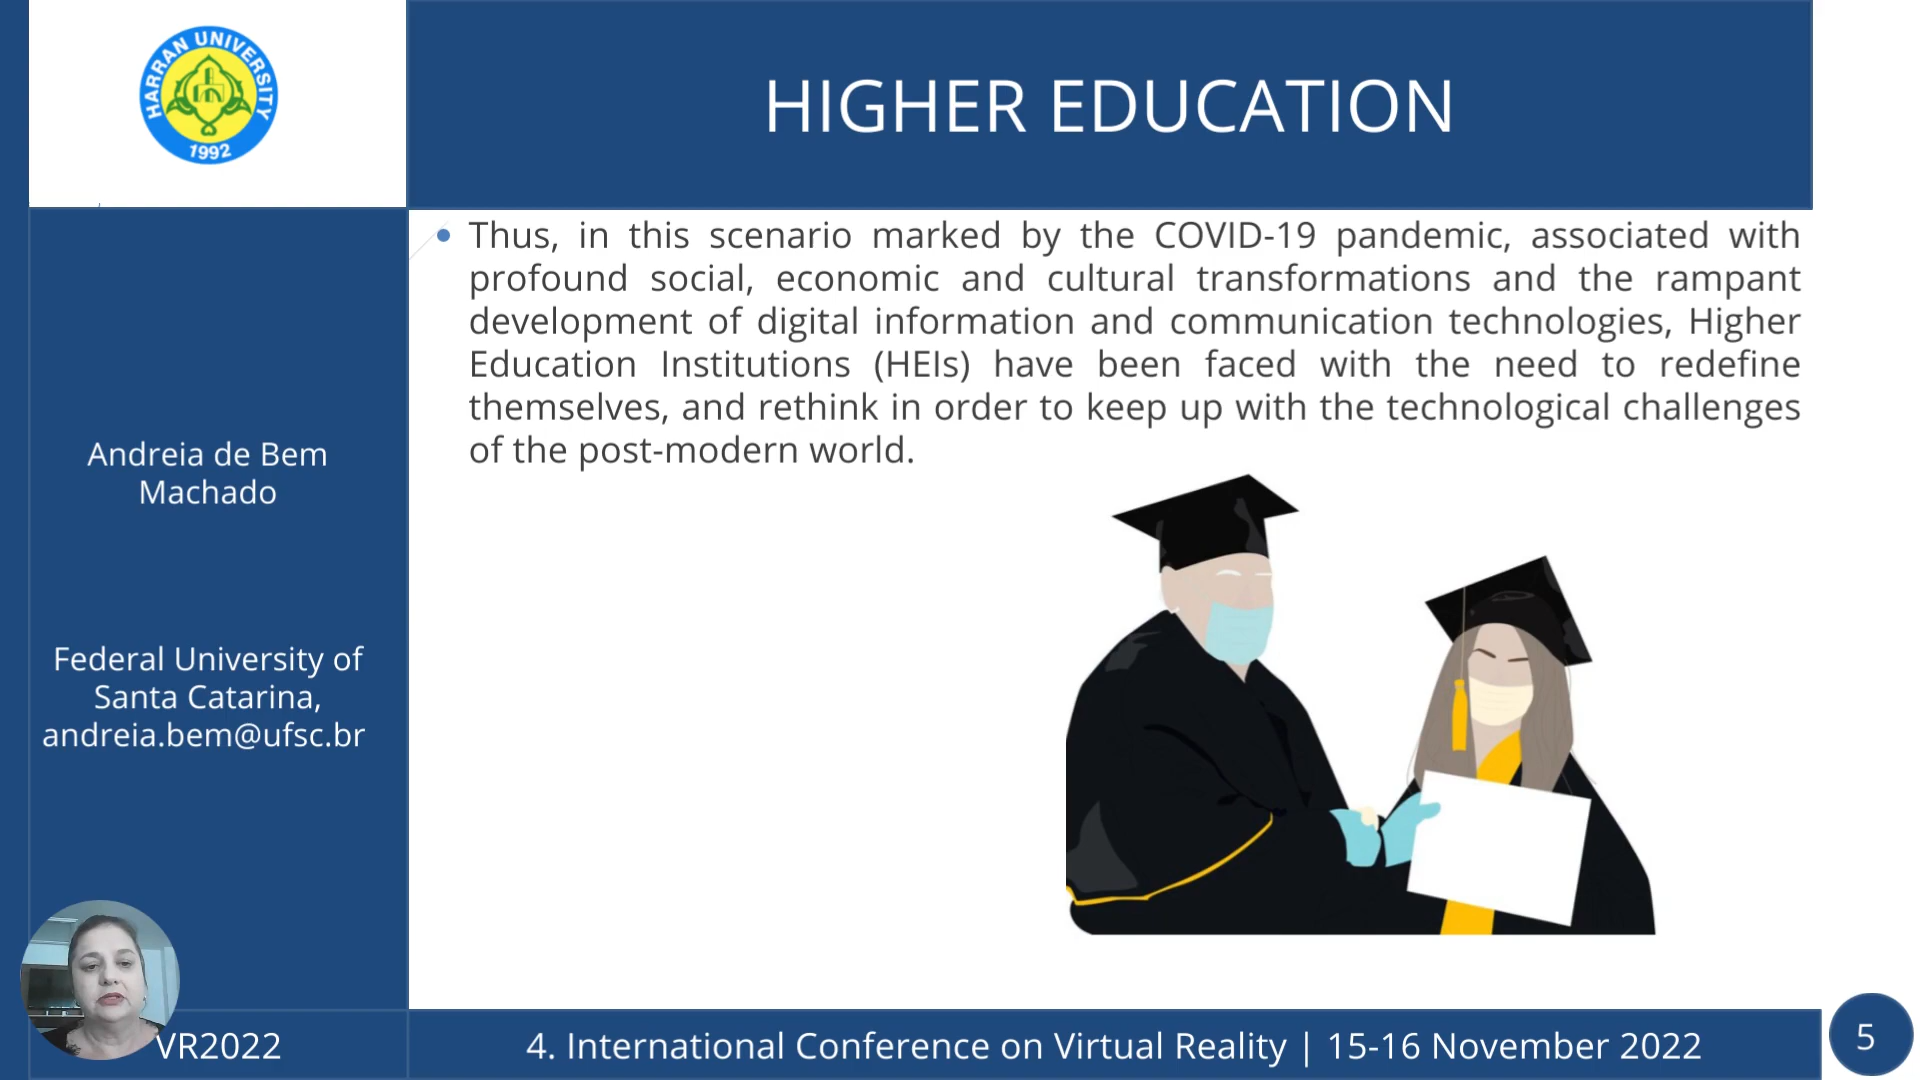 HARRAN UNIVERSITY
1992
HIGHER EDUCATION
• Thus, in this scenario marked by the COVID-19 pandemic, associated with
profound social, economic and cultural transformations and the rampant
development of digital information and communication technologies, Higher
Education Institutions (HEIs) have been faced with the need to redefine
themselves, and rethink in order to keep up with the technological challenges
of the post-modern world.
Andreia de Bem
Machado
Federal University of
Santa Catarina,
andreia.bem@ufsc.br
VR2022
4. International Conference on Virtual Reality | 15-16 November 2022
5